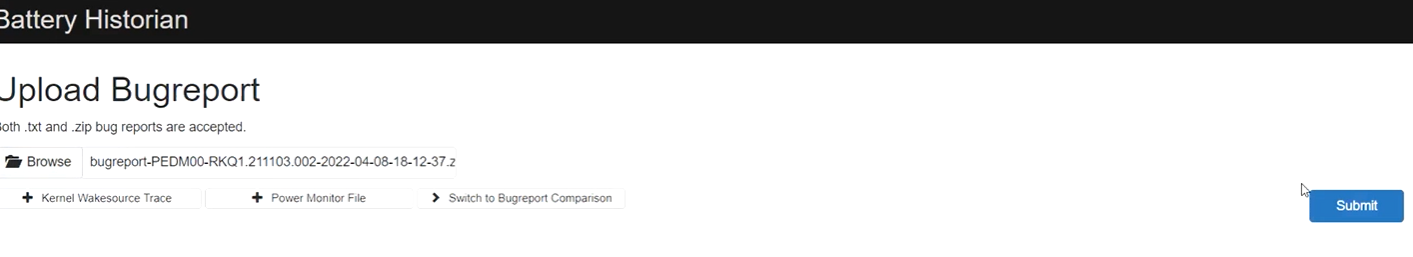 Battery Historian
Upload Bugreport
Both .txt and .zip bug reports are accepted.
Browse bugreport-PEDM00-RKQ1.211103.002-2022-04-08-18-12-37.z
Kernel Wakesource Trace Power Monitor File Switch to Bugreport Comparison
Submit